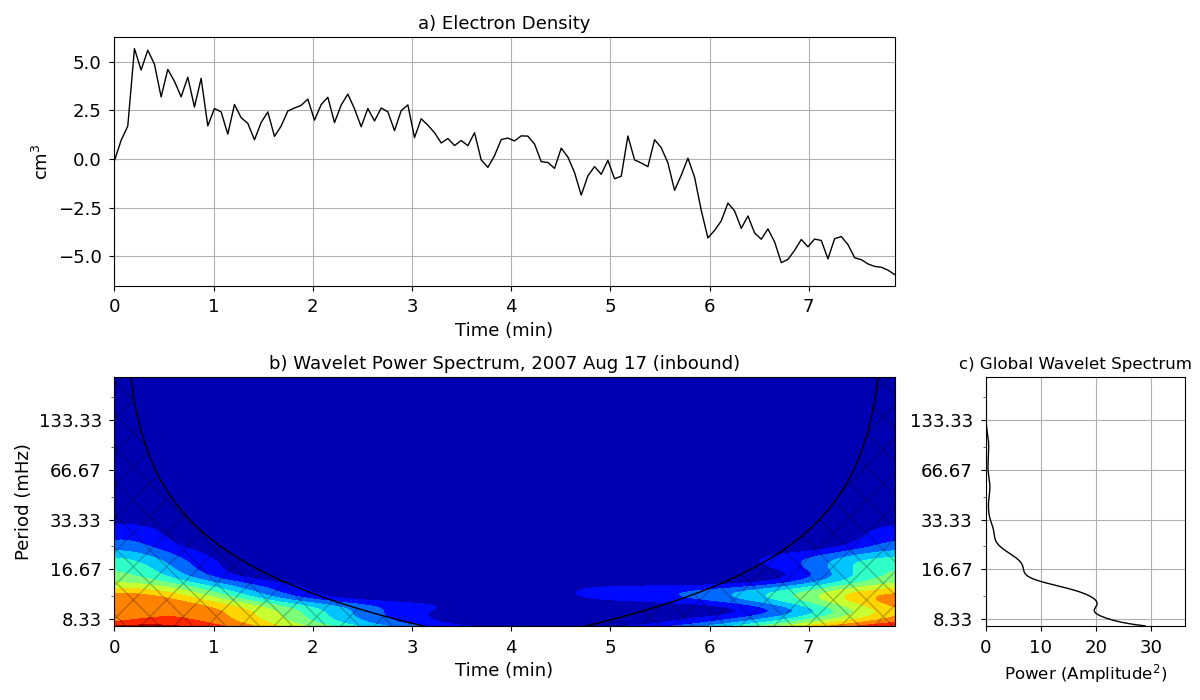 a) Electron Density
5.0
2.5
0.0
−2.5
−5.0
cm³
0 1 2 3 4 5 6 7
Time (min)
b) Wavelet Power Spectrum, 2007 Aug 17 (inbound)
133.33
66.67
33.33
16.67
8.33
Period (mHz)
0 1 2 3 4 5 6 7
Time (min)
c) Global Wavelet Spectrum
133.33
66.67
33.33
16.67
8.33
0 10 20 30
Power (Amplitude²)